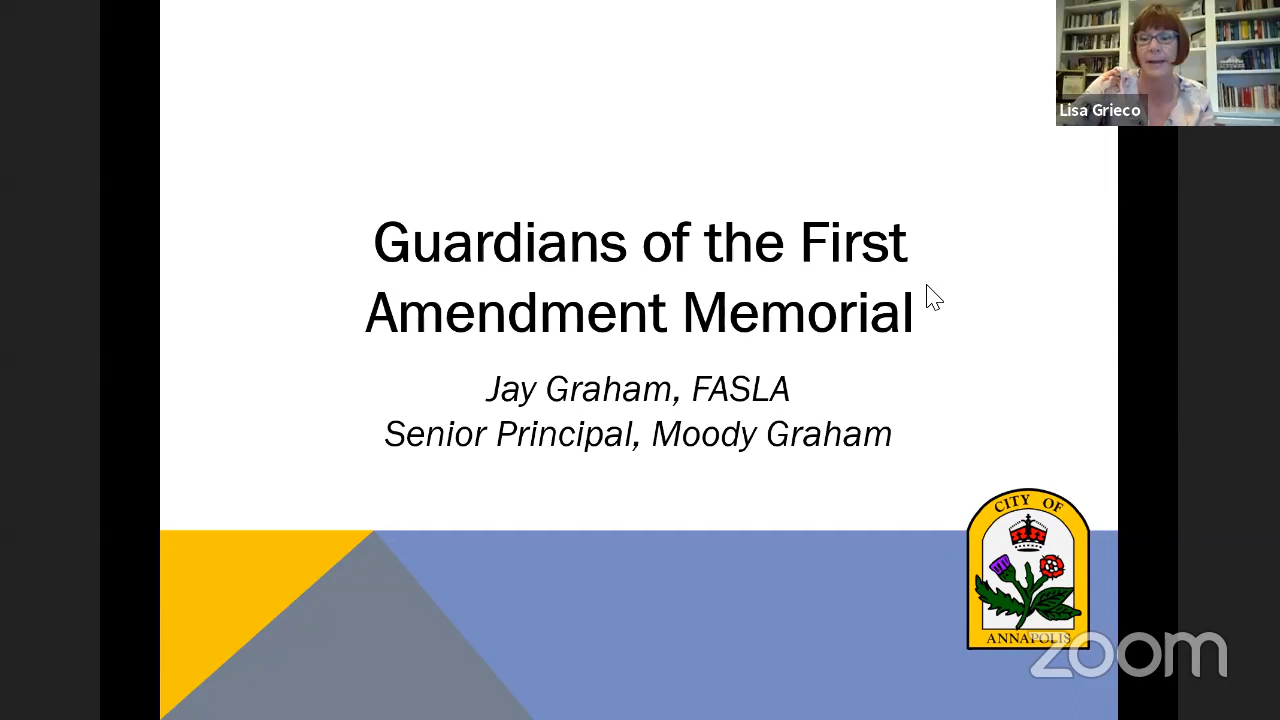 Lisa Grieco
Guardians of the First
Amendment Memorial
Jay Graham, FASLA
Senior Principal, Moody Graham
CITY OF
ANNAPOLIS
zoom